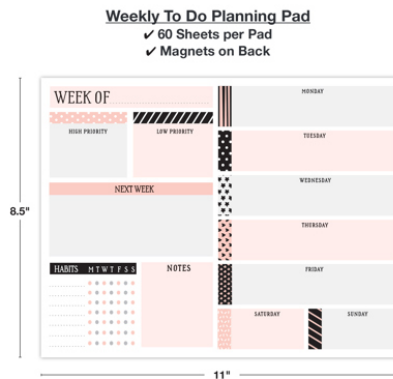 Weekly To Do Planning Pad
✔ 60 Sheets per Pad
✔ Magnets on Back
WEEK OF
HIGH PRIORITY
LOW PRIORITY
NEXT WEEK
HABITS M T W T F S S
NOTES
MONDAY
TUESDAY
WEDNESDAY
THURSDAY
FRIDAY
SATURDAY
SUNDAY
8.5"
11"